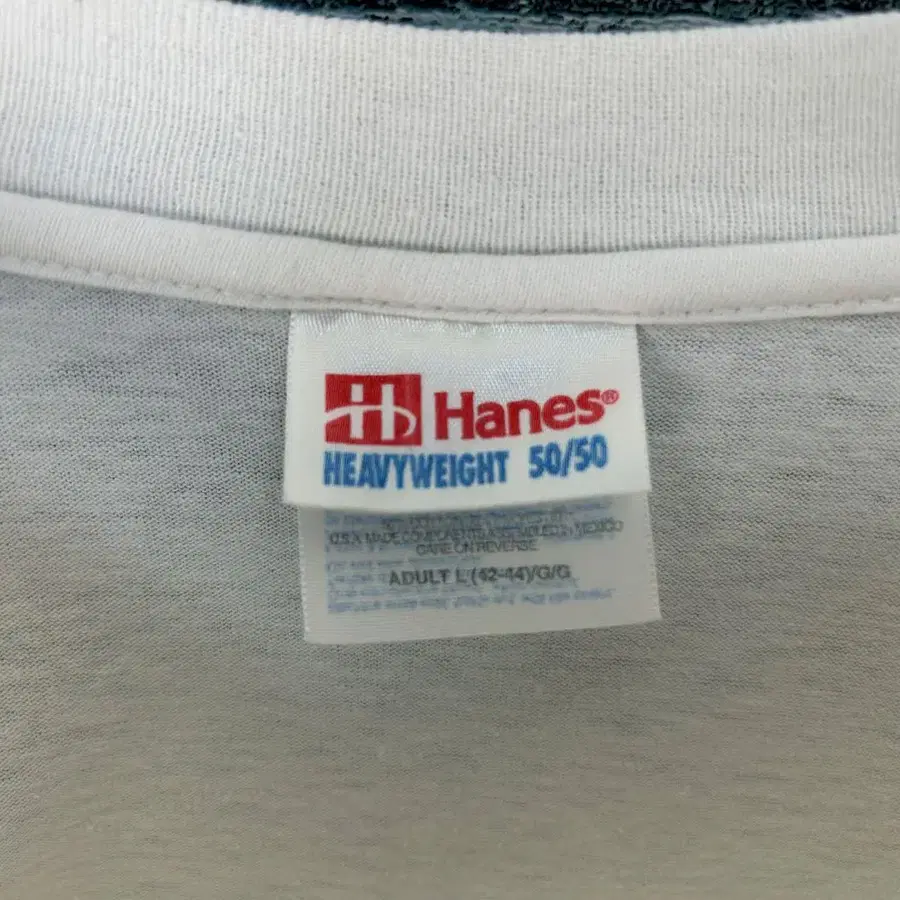 H Hanes®
HEAVYWEIGHT 50/50
U.S.A. MADE COMPONENTS ASSEMBLED IN MEXICO
CARE ON REVERSE
ADULT L (42-44)/G/G